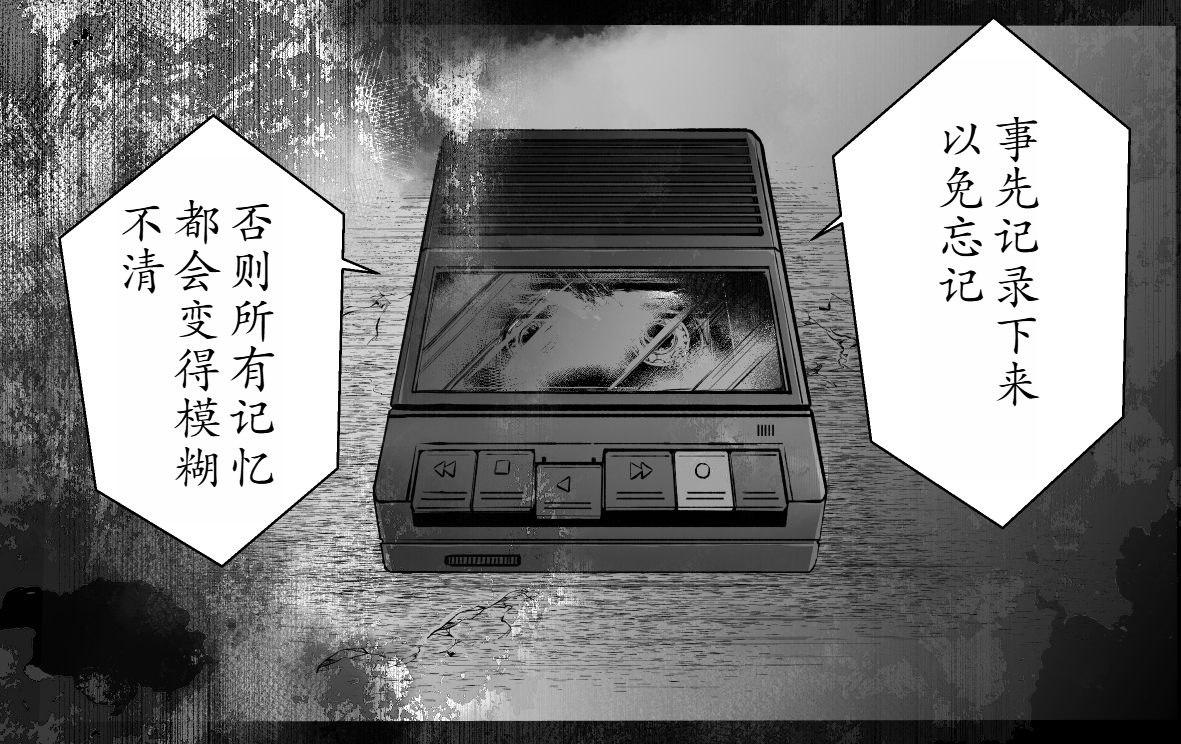 事先记录下来
以免忘记
否则所有记忆
都会变得模糊
不清